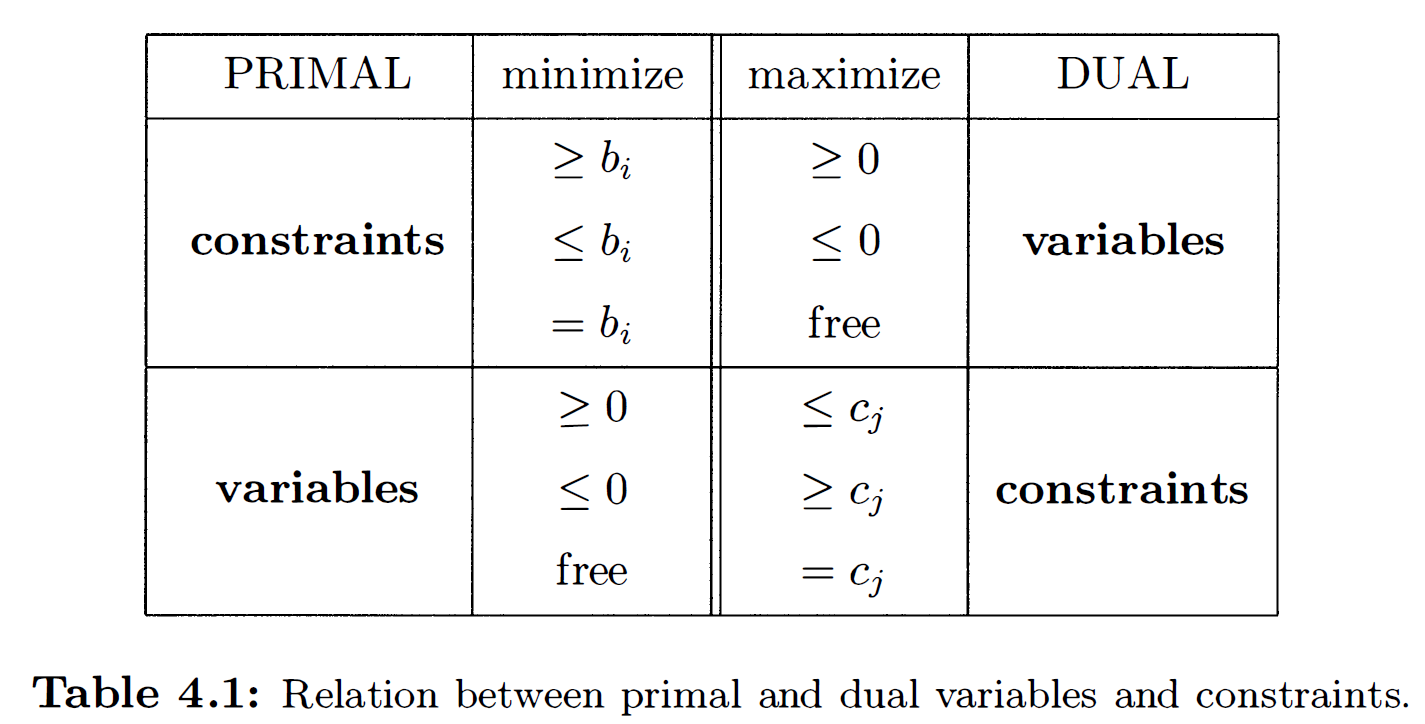 PRIMAL minimize maximize DUAL
≥ bᵢ ≥ 0
constraints ≤ bᵢ ≤ 0 variables
= bᵢ free
≥ 0 ≤ cⱼ
variables ≤ 0 ≥ cⱼ constraints
free = cⱼ
Table 4.1: Relation between primal and dual variables and constraints.